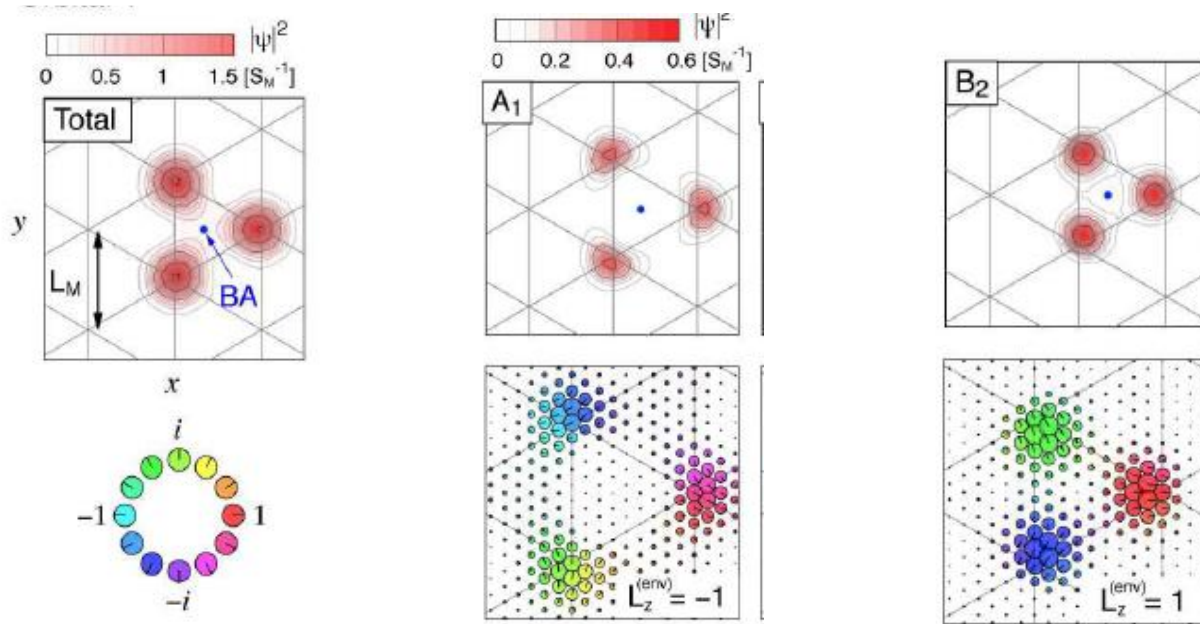 |ψ|²
0 0.5 1 1.5 [S_M⁻¹]
Total
y
L_M
BA
x
i
-1
1
-i
|ψ|²
0 0.2 0.4 0.6 [S_M⁻¹]
A₁
L_z^(env) = −1
B₂
L_z^(env) = 1